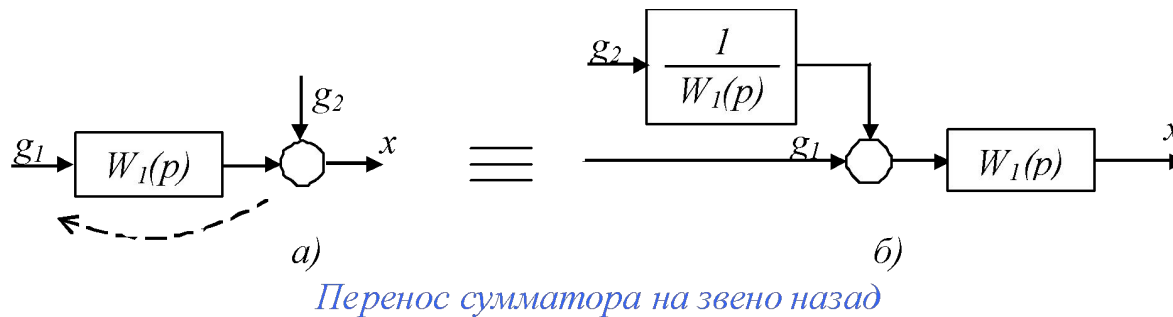 g₁
W₁(p)
g₂
x
а)
≡
g₂
1
W₁(p)
g₁
W₁(p)
x
б)
Перенос сумматора на звено назад